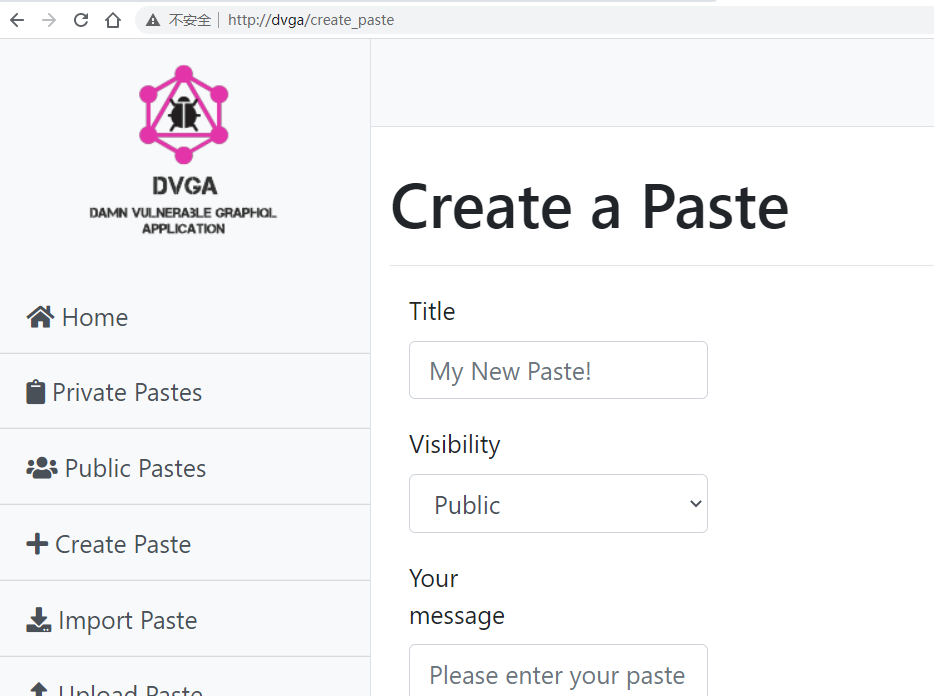 不安全 | http://dvga/create_paste
DVGA
DAMN VULNERABLE GRAPHQL
APPLICATION
Home
Private Pastes
Public Pastes
Create Paste
Import Paste
Upload Paste
Create a Paste
Title
My New Paste!
Visibility
Public
Your
message
Please enter your paste